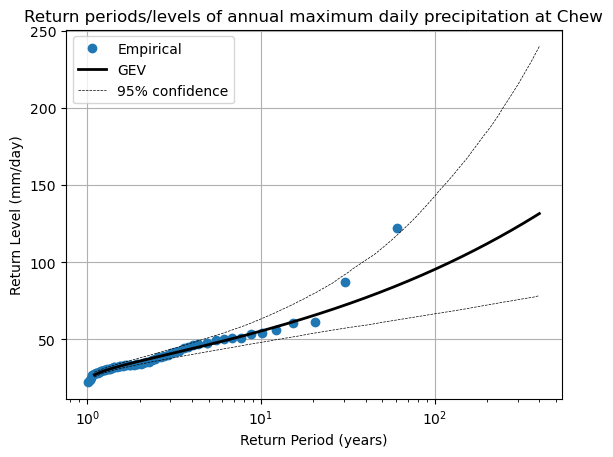 Return periods/levels of annual maximum daily precipitation at Chew
250
200
150
100
50
Return Level (mm/day)
Empirical
GEV
95% confidence
10⁰
10¹
10²
Return Period (years)